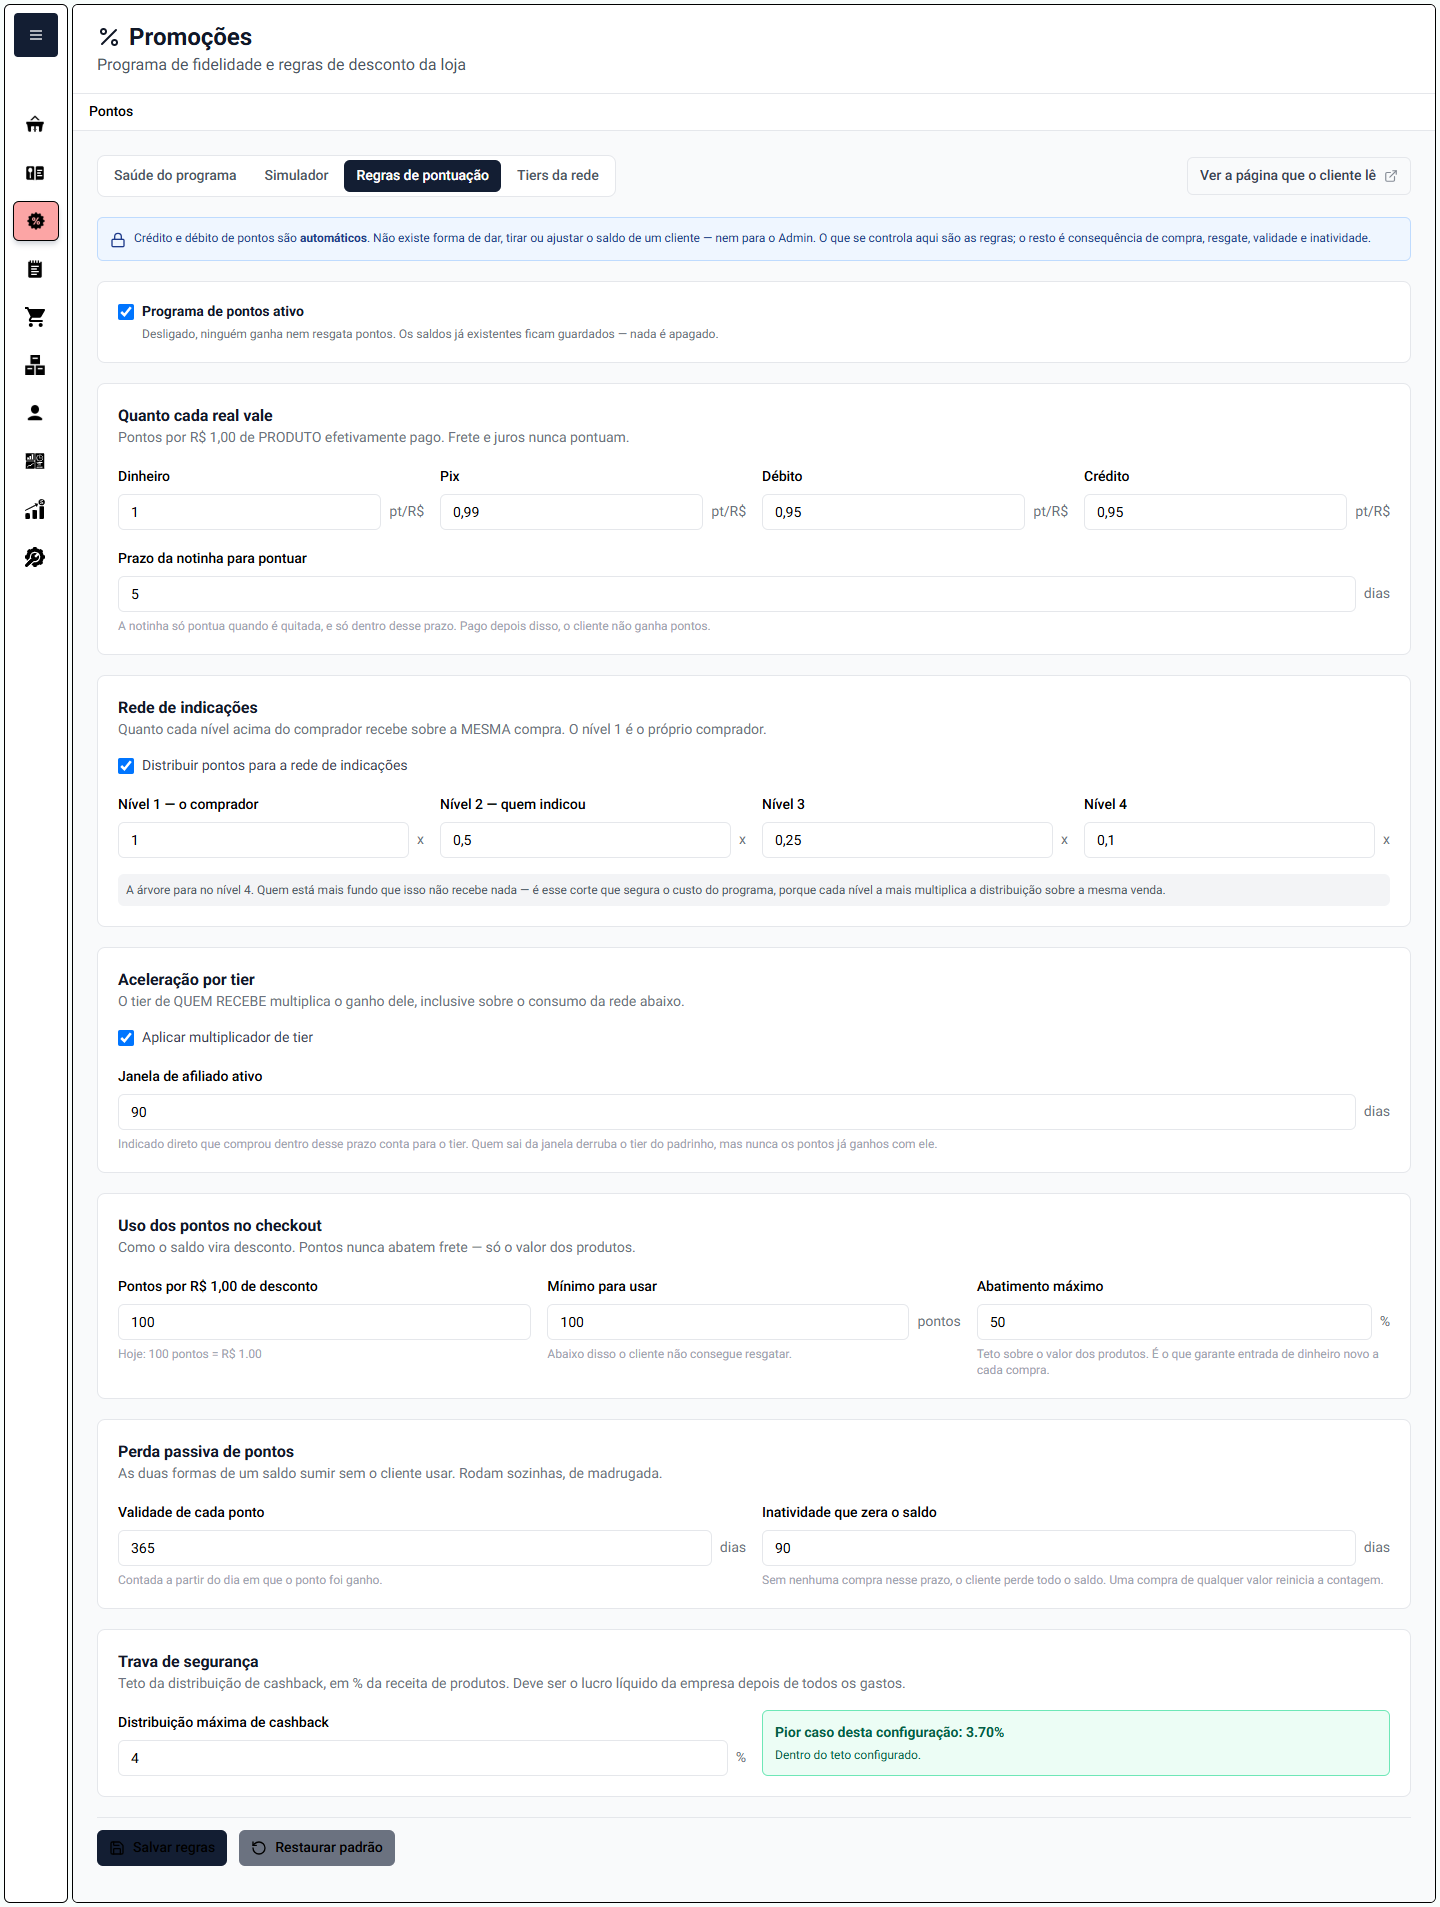 Promoções
Programa de fidelidade e regras de desconto da loja
Pontos
Saúde do programa
Simulador
Regras de pontuação
Tiers da rede
Ver a página que o cliente lê
Crédito e débito de pontos são automáticos. Não existe forma de dar, tirar ou ajustar o saldo de um cliente — nem para o Admin. O que se controla aqui são as regras; o resto é consequência de compra, resgate, validade e inatividade.
Programa de pontos ativo
Desligado, ninguém ganha nem resgata pontos. Os saldos já existentes ficam guardados — nada é apagado.
Quanto cada real vale
Pontos por R$ 1,00 de PRODUTO efetivamente pago. Frete e juros nunca pontuam.
Dinheiro Pix Débito Crédito
1 pt/R$ 0,99 pt/R$ 0,95 pt/R$ 0,95 pt/R$
Prazo da notinha para pontuar
5 dias
A notinha só pontua quando é quitada, e só dentro desse prazo. Pago depois disso, o cliente não ganha pontos.
Rede de indicações
Quanto cada nível acima do comprador recebe sobre a MESMA compra. O nível 1 é o próprio comprador.
Distribuir pontos para a rede de indicações
Nível 1 — o comprador Nível 2 — quem indicou Nível 3 Nível 4
1 x 0,5 x 0,25 x 0,1 x
A árvore para no nível 4. Quem está mais fundo que isso não recebe nada — é esse corte que segura o custo do programa, porque cada nível a mais multiplica a distribuição sobre a mesma venda.
Aceleração por tier
O tier de QUEM RECEBE multiplica o ganho dele, inclusive sobre o consumo da rede abaixo.
Aplicar multiplicador de tier
Janela de afiliado ativo
90 dias
Indicado direto que comprou dentro desse prazo conta para o tier. Quem sai da janela derruba o tier do padrinho, mas nunca os pontos já ganhos com ele.
Uso dos pontos no checkout
Como o saldo vira desconto. Pontos nunca abatem frete — só o valor dos produtos.
Pontos por R$ 1,00 de desconto Mínimo para usar Abatimento máximo
100 100 pontos 50 %
Hoje: 100 pontos = R$ 1.00 Abaixo disso o cliente não consegue resgatar. Teto sobre o valor dos produtos. É o que garante entrada de dinheiro novo a
cada compra.
Perda passiva de pontos
As duas formas de um saldo sumir sem o cliente usar. Rodam sozinhas, de madrugada.
Validade de cada ponto Inatividade que zera o saldo
365 dias 90 dias
Contada a partir do dia em que o ponto foi ganho. Sem nenhuma compra nesse prazo, o cliente perde todo o saldo. Uma compra de qualquer valor reinicia a contagem.
Trava de segurança
Teto da distribuição de cashback, em % da receita de produtos. Deve ser o lucro líquido da empresa depois de todos os gastos.
Distribuição máxima de cashback
4 %
Pior caso desta configuração: 3.70%
Dentro do teto configurado.
Salvar regras
Restaurar padrão